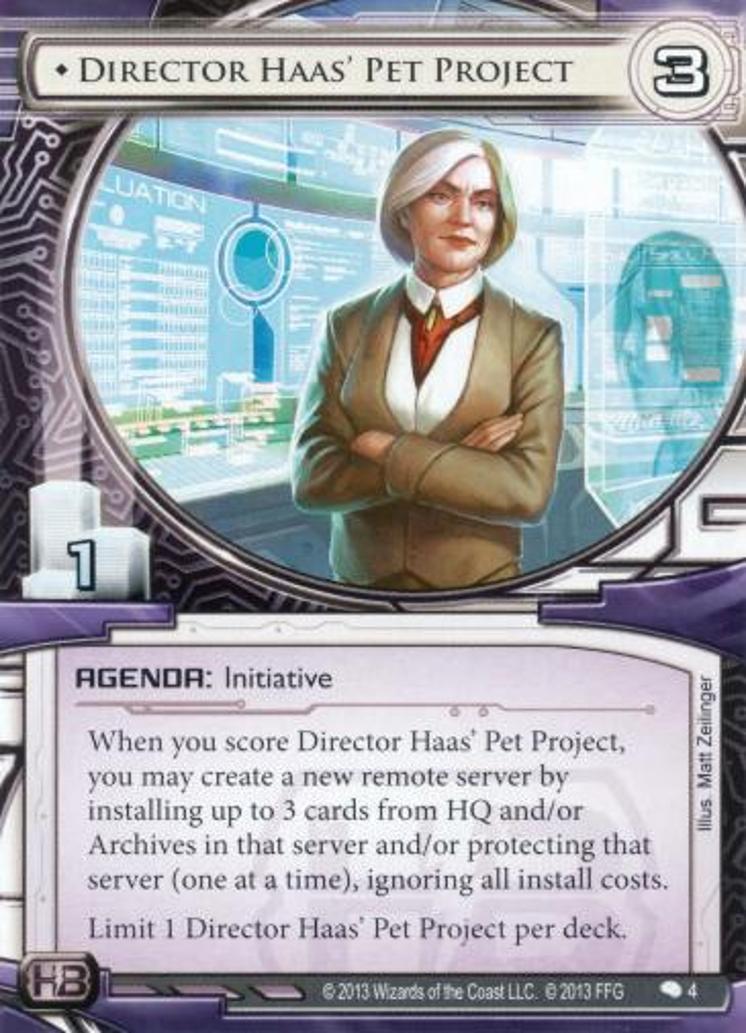 ◆ Director Haas' Pet Project
3
LUATION
1
AGENDA: Initiative
When you score Director Haas' Pet Project,
you may create a new remote server by
installing up to 3 cards from HQ and/or
Archives in that server and/or protecting that
server (one at a time), ignoring all install costs.
Limit 1 Director Haas' Pet Project per deck.
Illus. Matt Zeilinger
HB
© 2013 Wizards of the Coast LLC. © 2013 FFG
4